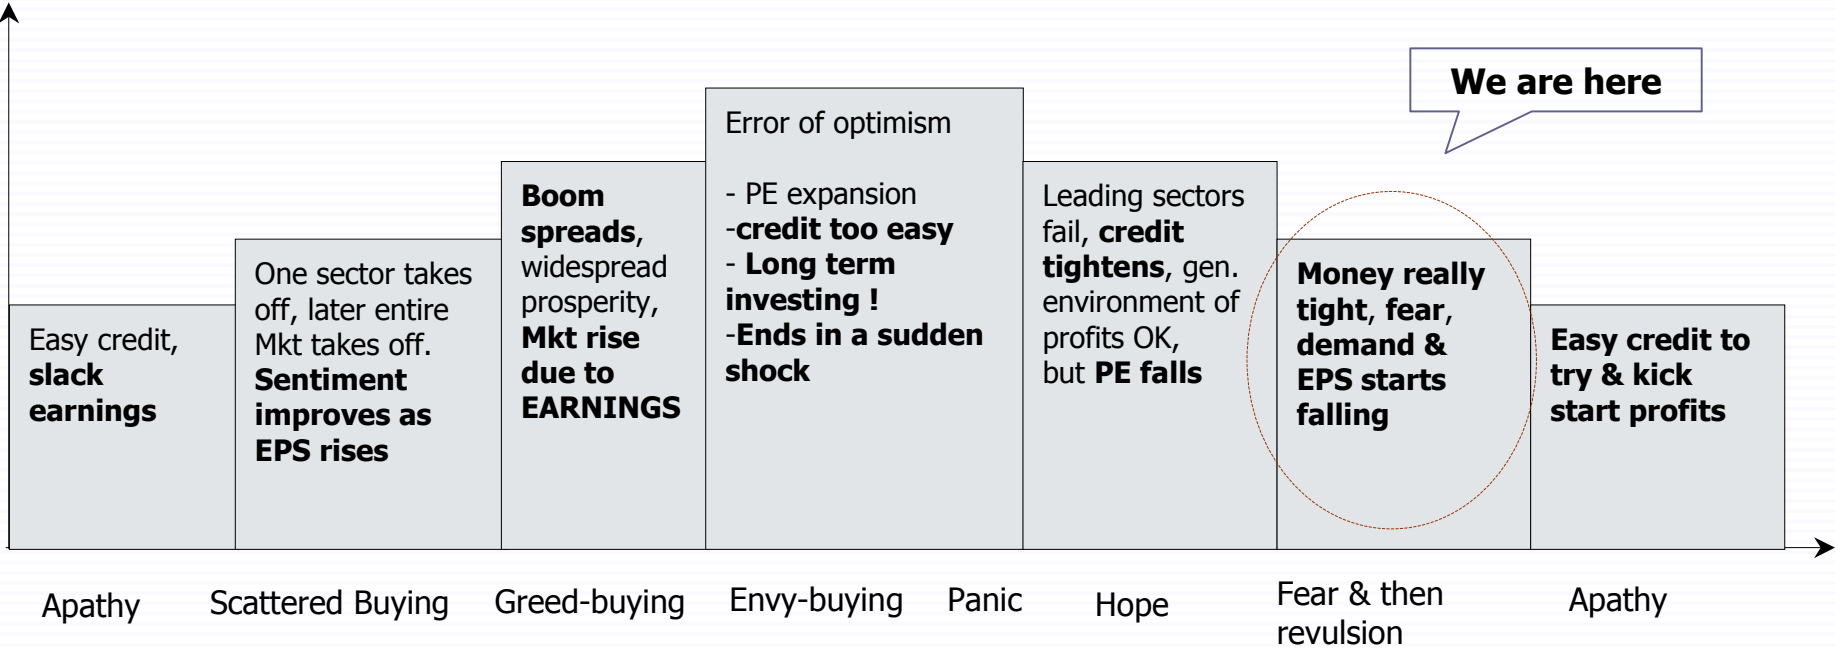 We are here
Easy credit,
slack
earnings
One sector takes
off, later entire
Mkt takes off.
Sentiment
improves as
EPS rises
Boom
spreads,
widespread
prosperity,
Mkt rise
due to
EARNINGS
Error of optimism
- PE expansion
-credit too easy
- Long term
investing !
-Ends in a sudden
shock
Leading sectors
fail, credit
tightens, gen.
environment of
profits OK,
but PE falls
Money really
tight, fear,
demand &
EPS starts
falling
Easy credit to
try & kick
start profits
Apathy
Scattered Buying
Greed-buying
Envy-buying
Panic
Hope
Fear & then
revulsion
Apathy